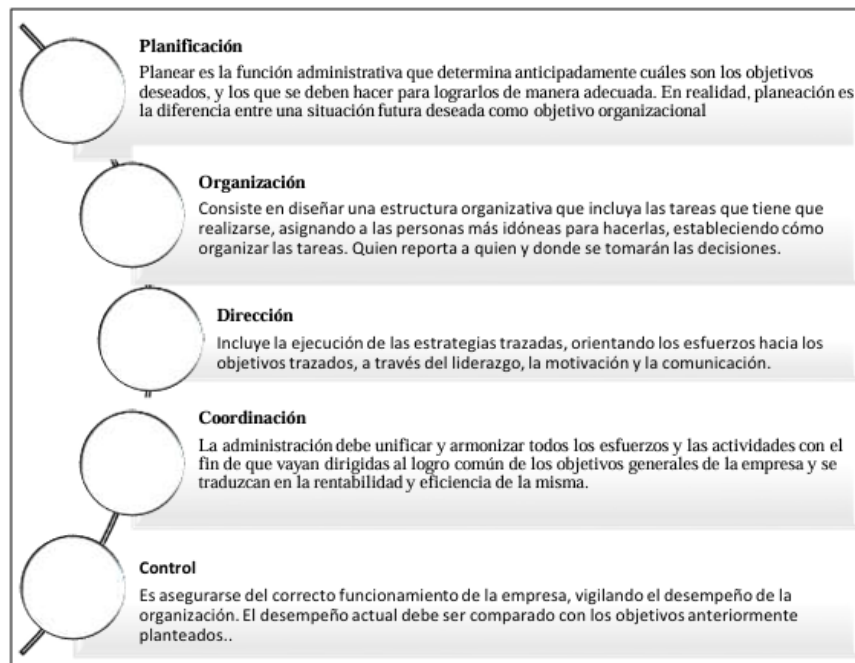 Planificación
Planear es la función administrativa que determina anticipadamente cuáles son los objetivos
deseados, y los que se deben hacer para lograrlos de manera adecuada. En realidad, planeación es
la diferencia entre una situación futura deseada como objetivo organizacional
Organización
Consiste en diseñar una estructura organizativa que incluya las tareas que tiene que
realizarse, asignando a las personas más idóneas para hacerlas, estableciendo cómo
organizar las tareas. Quien reporta a quien y donde se tomarán las decisiones.
Dirección
Incluye la ejecución de las estrategias trazadas, orientando los esfuerzos hacia los
objetivos trazados, a través del liderazgo, la motivación y la comunicación.
Coordinación
La administración debe unificar y armonizar todos los esfuerzos y las actividades con el
fin de que vayan dirigidas al logro común de los objetivos generales de la empresa y se
traduzcan en la rentabilidad y eficiencia de la misma.
Control
Es asegurarse del correcto funcionamiento de la empresa, vigilando el desempeño de la
organización. El desempeño actual debe ser comparado con los objetivos anteriormente
planteados..